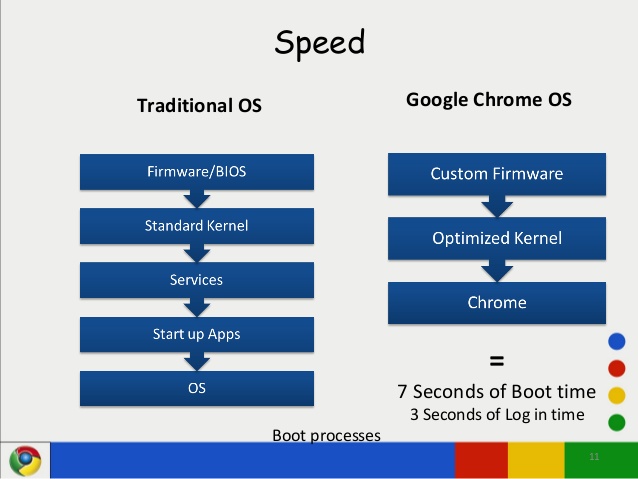 Speed
Traditional OS
Firmware/BIOS
Standard Kernel
Services
Start up Apps
OS
Google Chrome OS
Custom Firmware
Optimized Kernel
Chrome
=
7 Seconds of Boot time
3 Seconds of Log in time
Boot processes
11